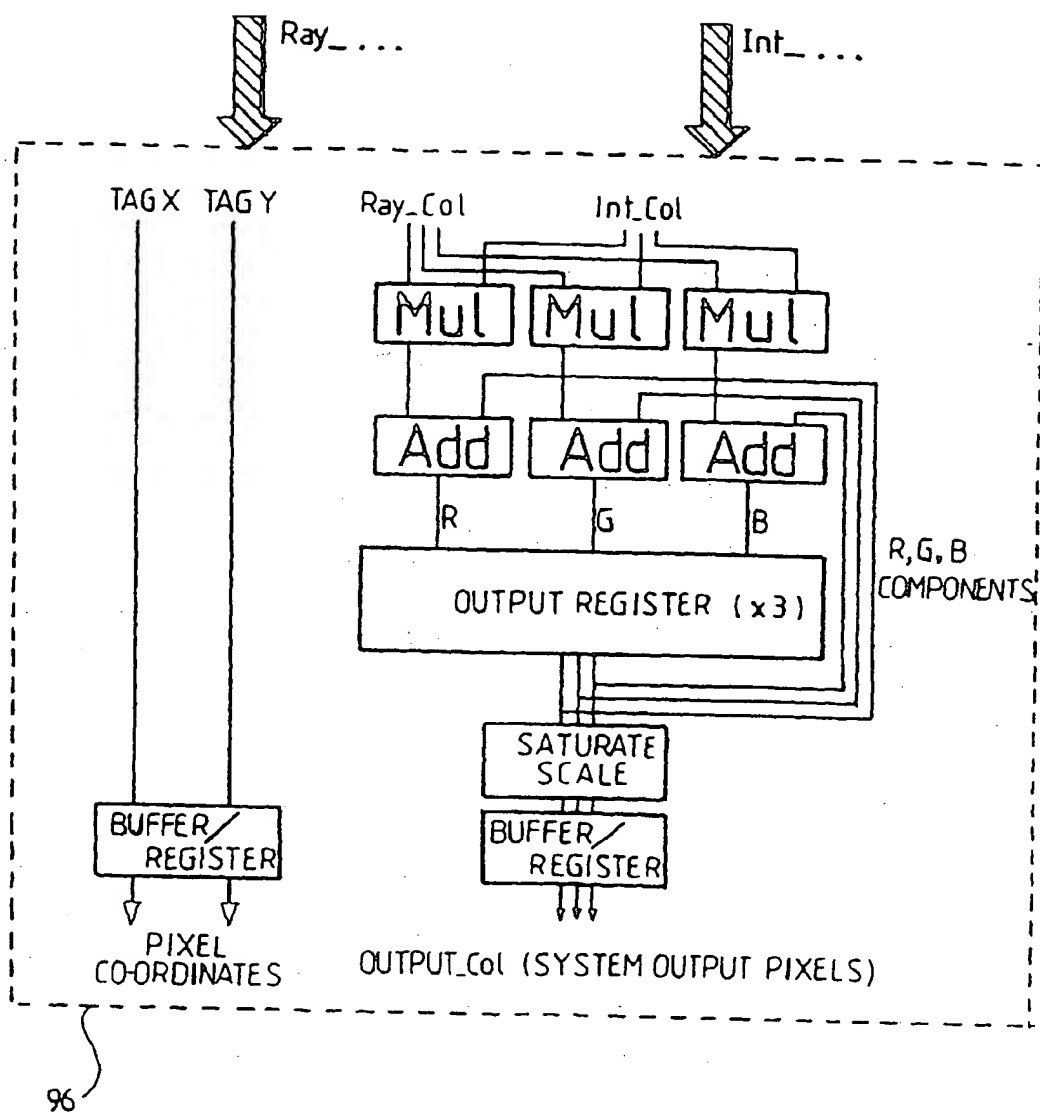 Ray_....
Int_....
TAG X TAG Y
Ray_Col
Int_Col
Mul
Mul
Mul
Add
Add
Add
R
G
B
R,G,B
COMPONENTS
OUTPUT REGISTER (x3)
SATURATE
SCALE
BUFFER/
REGISTER
BUFFER/
REGISTER
PIXEL
CO-ORDINATES
OUTPUT_Col (SYSTEM OUTPUT PIXELS)
96